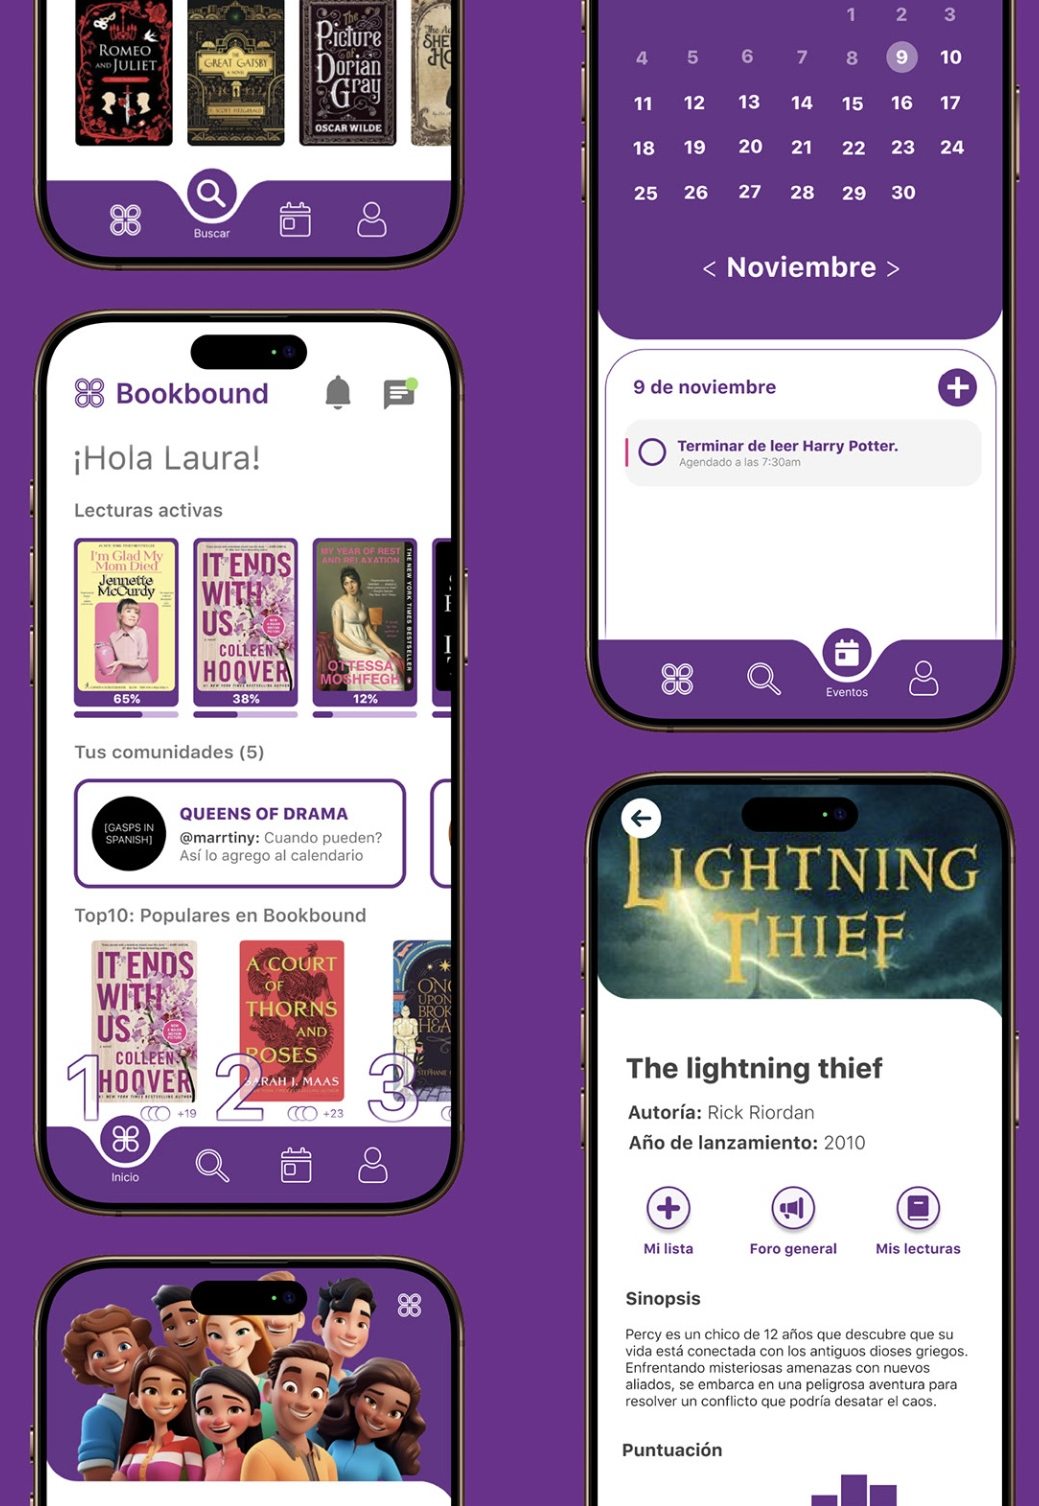 ROMEO
AND JULIET
THE
GREAT GATSBY
A NOVEL
F. SCOTT FITZGERALD
The
Picture
of
Dorian
Gray
OSCAR WILDE
Buscar
Bookbound
¡Hola Laura!
Lecturas activas
I'm Glad My
Mom Died
Jennette
McCurdy
65%
IT ENDS
WITH
US
COLLEEN
HOOVER
38%
MY YEAR OF REST
AND RELAXATION
THE NEW YORK TIMES BESTSELLER
OTTESSA
MOSHFEGH
12%
Tus comunidades (5)
[GASPS IN
SPANISH]
QUEENS OF DRAMA
@marrtiny: Cuando pueden?
Así lo agrego al calendario
Top10: Populares en Bookbound
IT ENDS
WITH
US
COLLEEN
HOOVER
1
+19
A COURT
OF
THORNS
AND
ROSES
SARAH J. MAAS
2
+23
3
Inicio
1 2 3
4 5 6 7 8 9 10
11 12 13 14 15 16 17
18 19 20 21 22 23 24
25 26 27 28 29 30
< Noviembre >
9 de noviembre
Terminar de leer Harry Potter.
Agendado a las 7:30am
Eventos
LIGHTNING
THIEF
The lightning thief
Autoría: Rick Riordan
Año de lanzamiento: 2010
Mi lista
Foro general
Mis lecturas
Sinopsis
Percy es un chico de 12 años que descubre que su
vida está conectada con los antiguos dioses griegos.
Enfrentando misteriosas amenazas con nuevos
aliados, se embarca en una peligrosa aventura para
resolver un conflicto que podría desatar el caos.
Puntuación